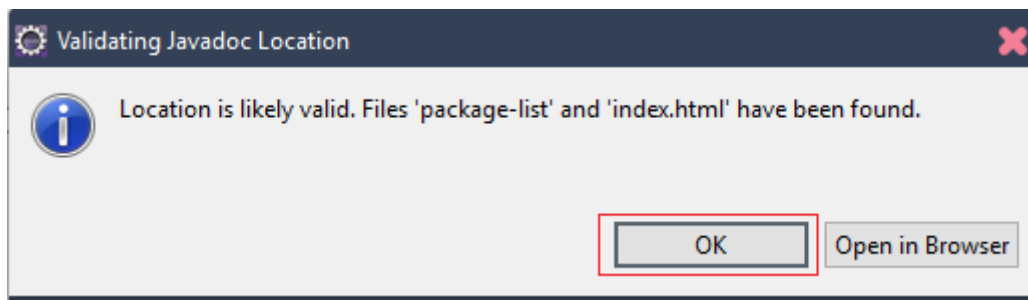 Validating Javadoc Location
Location is likely valid. Files 'package-list' and 'index.html' have been found.
OK
Open in Browser